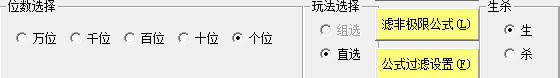 位数选择
万位 千位 百位 十位 个位
玩法选择
组选
直选
滤非极限公式(L)
公式过滤设置(F)
生杀
生
杀